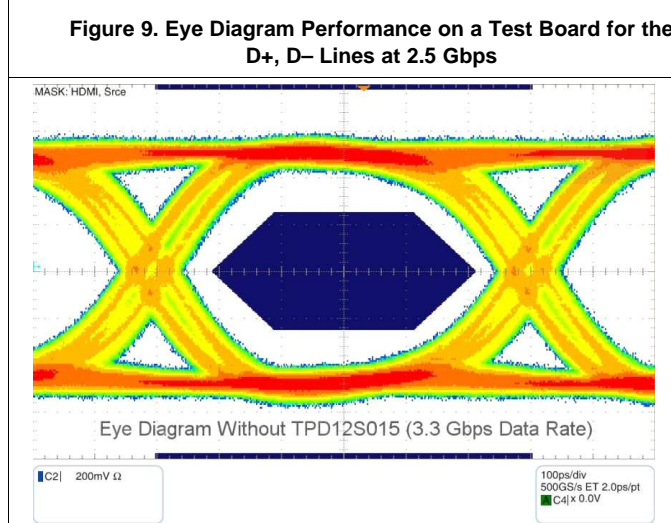 Figure 9. Eye Diagram Performance on a Test Board for the
D+, D– Lines at 2.5 Gbps
MASK: HDMI, Srce
Eye Diagram Without TPD12S015 (3.3 Gbps Data Rate)
C2| 200mV Ω
100ps/div
500GS/s ET 2.0ps/pt
A C4|x 0.0V